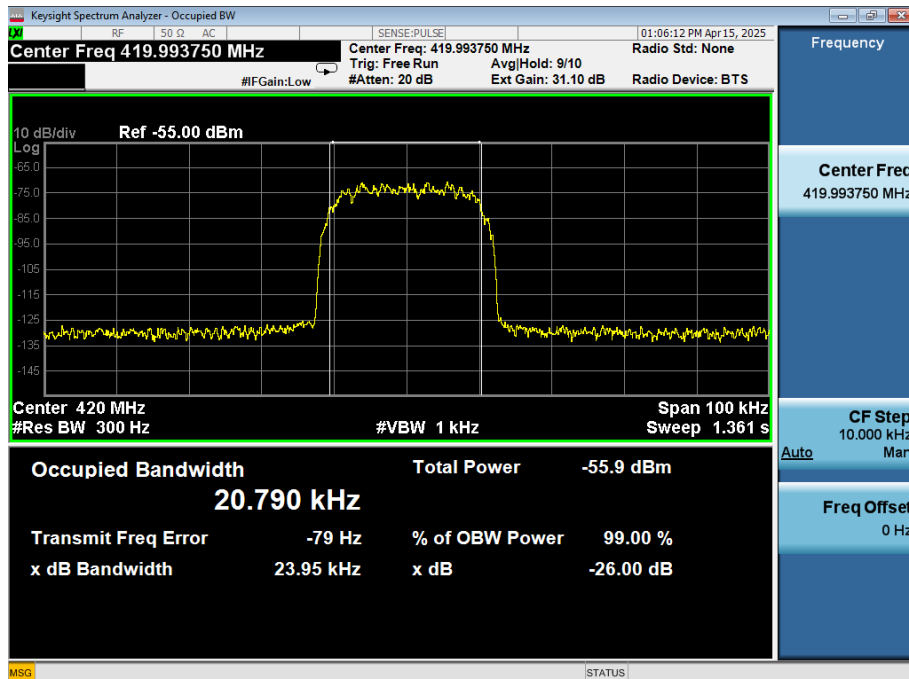 Keysight Spectrum Analyzer - Occupied BW
LXI RF 50 Ω AC SENSE:PULSE 01:06:12 PM Apr 15, 2025
Center Freq 419.993750 MHz
Center Freq: 419.993750 MHz Radio Std: None
Trig: Free Run Avg|Hold: 9/10
#IFGain:Low #Atten: 20 dB Ext Gain: 31.10 dB Radio Device: BTS
10 dB/div Ref -55.00 dBm
Log
-65.0
-75.0
-85.0
-95.0
-105
-115
-125
-135
-145
Center 420 MHz Span 100 kHz
#Res BW 300 Hz #VBW 1 kHz Sweep 1.361 s
Occupied Bandwidth Total Power -55.9 dBm
20.790 kHz
Transmit Freq Error -79 Hz % of OBW Power 99.00 %
x dB Bandwidth 23.95 kHz x dB -26.00 dB
Frequency
Center Freq
419.993750 MHz
CF Step
10.000 kHz
Auto Man
Freq Offset
0 Hz
MSG STATUS